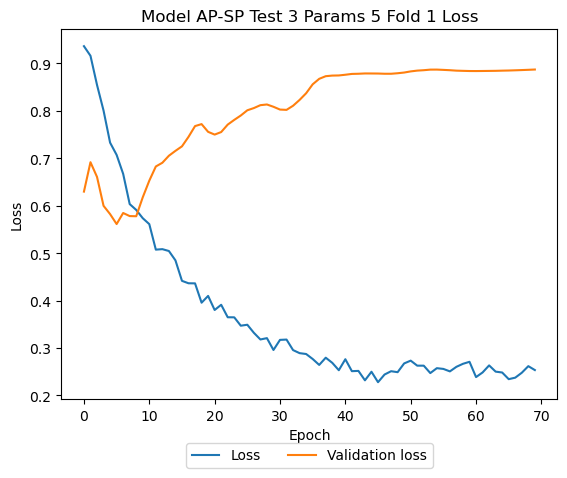 Model AP-SP Test 3 Params 5 Fold 1 Loss
Loss
0.9
0.8
0.7
0.6
0.5
0.4
0.3
0.2
0 10 20 30 40 50 60 70
Epoch
Loss Validation loss